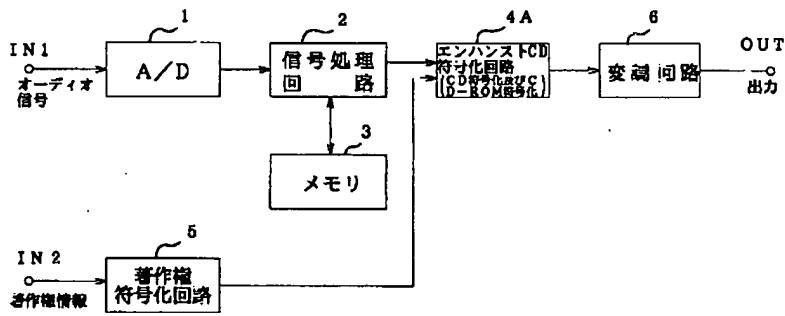 IN1
オーディオ
信号
1
A/D
2
信号処理
回路
3
メモリ
4A
エンハンストCD
符号化回路
(CD符号化及びC
D-ROM符号化)
6
変調回路
OUT
出力
IN2
著作権情報
5
著作権
符号化回路